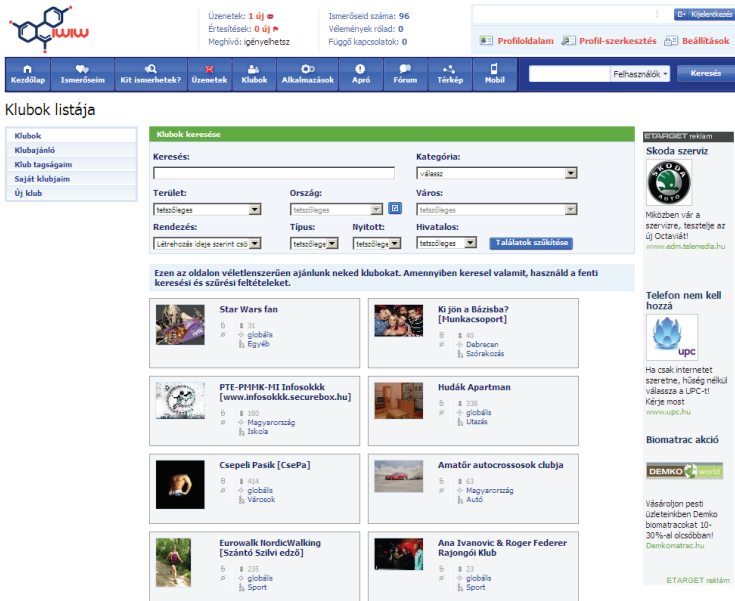 iwiw
Üzenetek: 1 új
Értesítések: 0 új
Meghívó: igényelhetsz
Ismerőseid száma: 96
Vélemények rólad: 0
Függő kapcsolatok: 0
Kijelentkezés
Profiloldalam
Profil-szerkesztés
Beállítások
Kezdőlap
Ismerőseim
Kit ismerhetek?
Üzenetek
Klubok
Alkalmazások
Apró
Fórum
Térkép
Mobil
Felhasználók
Keresés
Klubok listája
Klubok
Klubajánló
Klub tagságaim
Saját klubjaim
Új klub
Klubok keresése
Keresés:
Kategória:
válassz
Terület:
Ország:
Város:
tetszőleges
tetszőleges
tetszőleges
Rendezés:
Típus:
Nyitott:
Hivatalos:
Létrehozás ideje szerint csö
tetszőlege
tetszőlege
tetszőleges
Találatok szűkítése
Ezen az oldalon véletlenszerűen ajánlunk neked klubokat. Amennyiben keresel valamit, használd a fenti
keresési és szűrési feltételeket.
Star Wars fan
31
globális
Egyéb
Ki jön a Bázisba?
[Munkacsoport]
40
Debrecen
Szórakozás
PTE-PMMK-MI Infosokkk
[www.infosokkk.securebox.hu]
180
Magyarország
Iskola
Hudák Apartman
338
globális
Utazás
Csepeli Pasik [CsePa]
414
globális
Városok
Amatőr autocrossosok clubja
63
Magyarország
Autó
Eurowalk NordicWalking
[Szántó Szilvi edző]
235
globális
Sport
Ana Ivanovic & Roger Federer
Rajongói Klub
23
globális
Sport
ETARGET reklám
Skoda szerviz
SKODA
AUTO
Miközben vár a
szervizre, tesztelje az
új Octaviát!
www.edm.telemedia.hu
Telefon nem kell
hozzá
upc
Ha csak internetet
szeretne, hűség nélkül
válassza a UPC-t!
Kérje most
www.upc.hu
Biomatrac akció
DEMKO world
Vásároljon pesti
üzleteinkben Demko
biomatracokat 10-
30%-al olcsóbban!
Demkomatrac.hu
ETARGET reklám